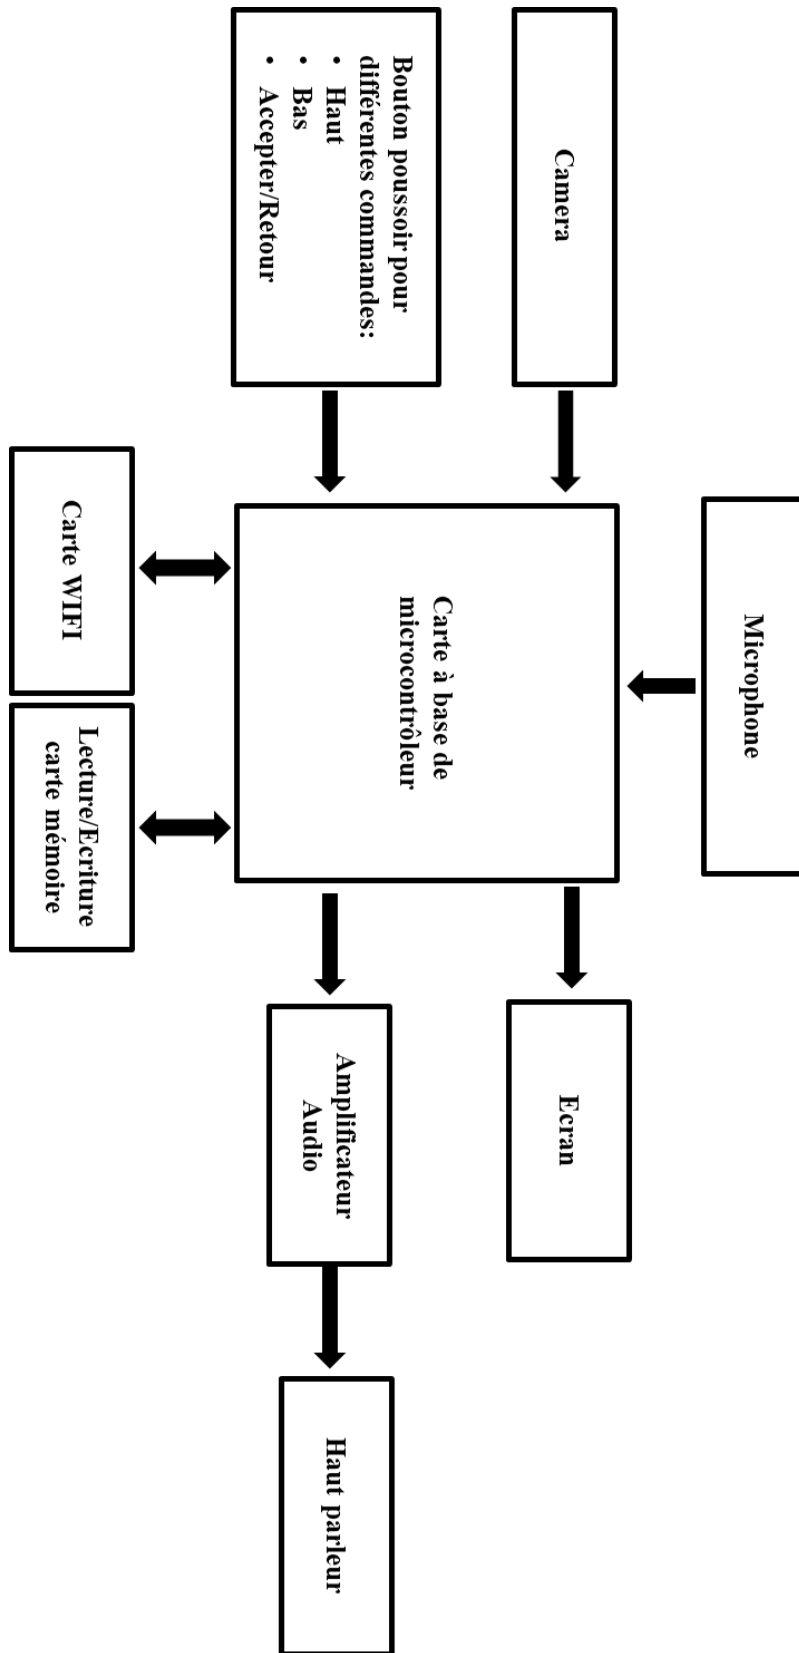 Microphone
Camera
Bouton poussoir pour
différentes commandes:
• Haut
• Bas
• Accepter/Retour
Carte à base de
microcontrôleur
Ecran
Amplificateur
Audio
Haut parleur
Carte WIFI
Lecture/Ecriture
carte mémoire